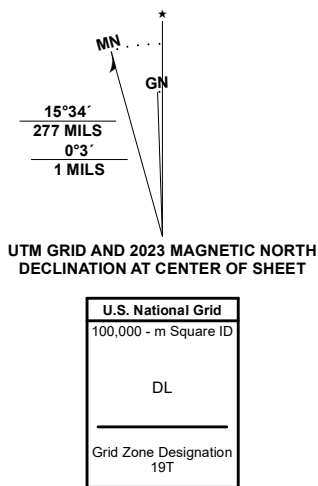 ★
MN
GN
15°34´
277 MILS
0°3´
1 MILS
UTM GRID AND 2023 MAGNETIC NORTH
DECLINATION AT CENTER OF SHEET
U.S. National Grid
100,000 - m Square ID
DL
Grid Zone Designation
19T